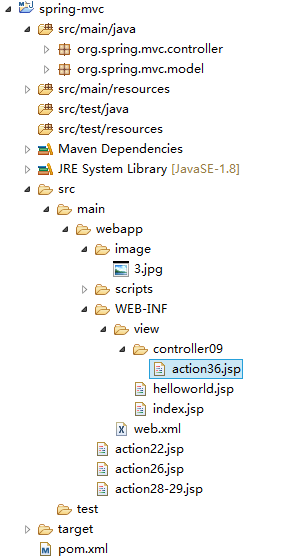 spring-mvc
src/main/java
org.spring.mvc.controller
org.spring.mvc.model
src/main/resources
src/test/java
src/test/resources
Maven Dependencies
JRE System Library [JavaSE-1.8]
src
main
webapp
image
3.jpg
scripts
WEB-INF
view
controller09
action36.jsp
helloworld.jsp
index.jsp
web.xml
action22.jsp
action26.jsp
action28-29.jsp
test
target
pom.xml